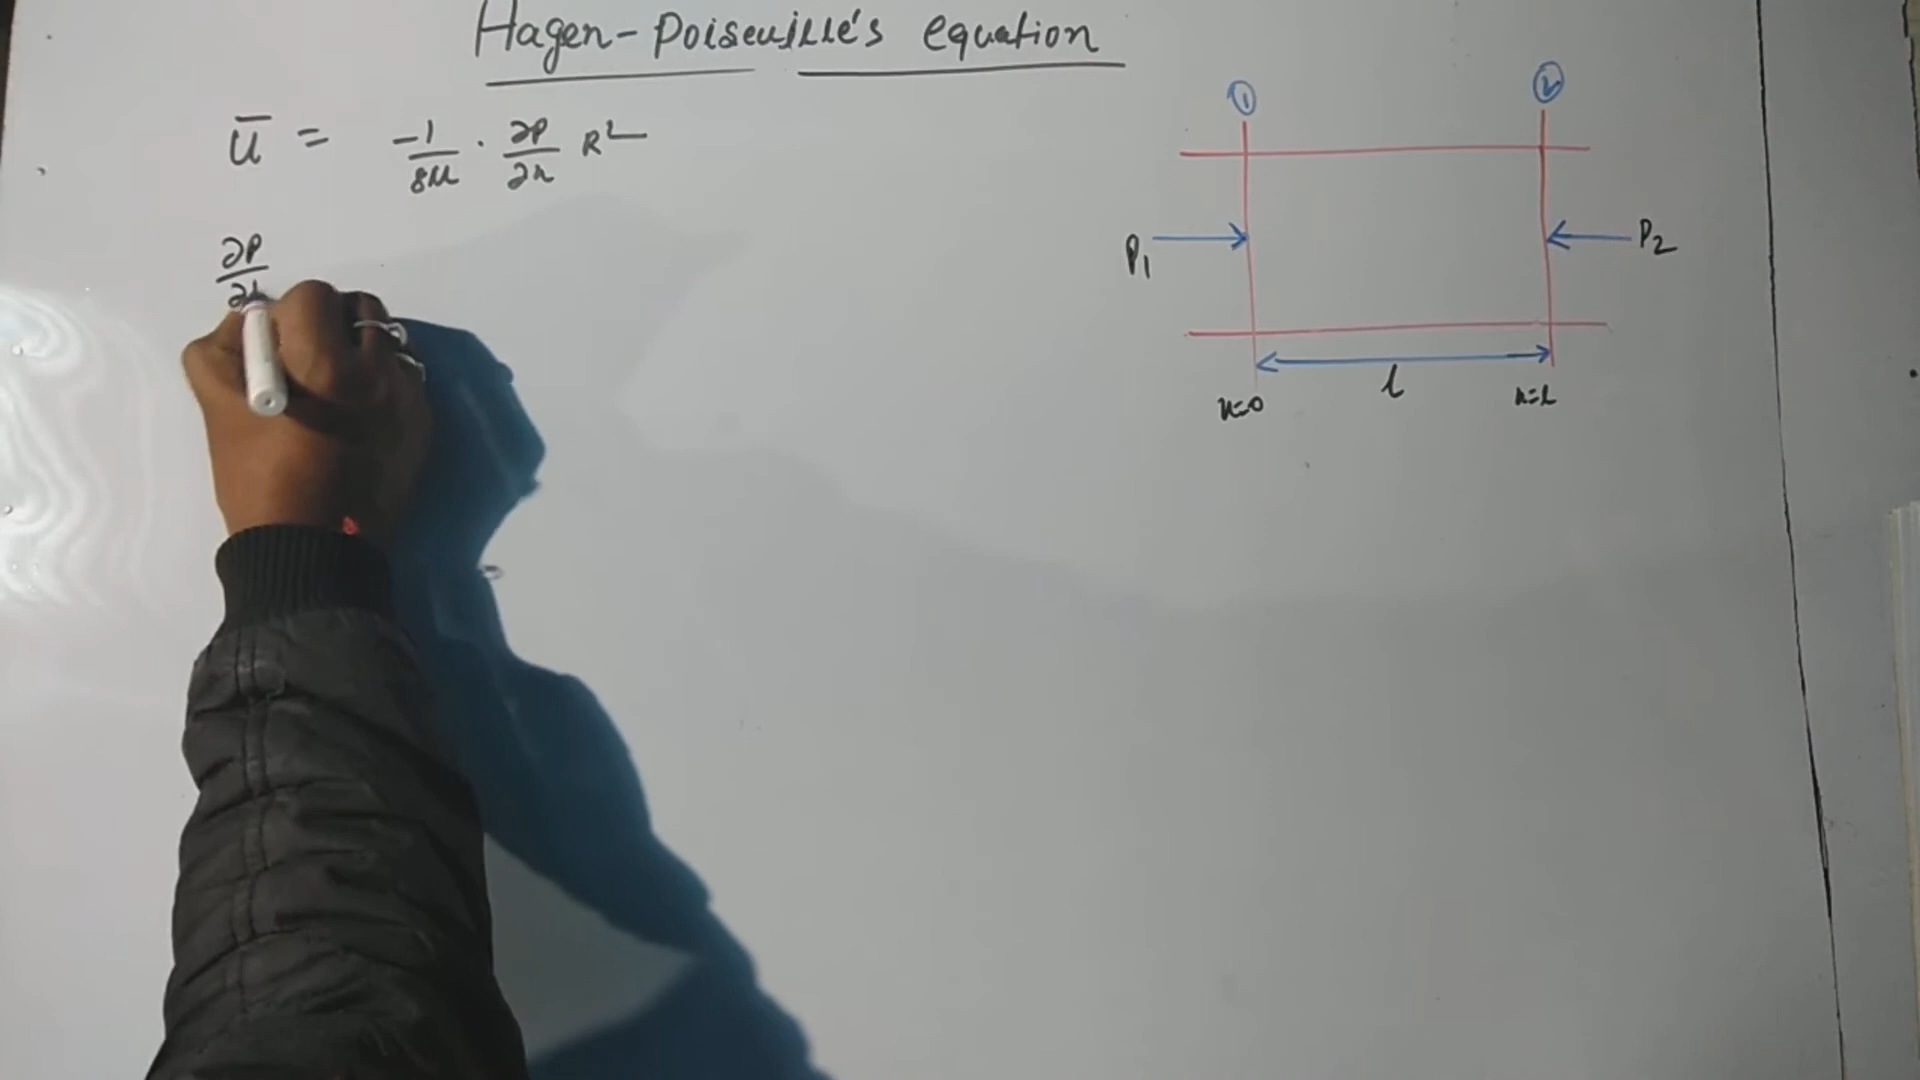 Hagen-Poiseuille's equation
ū = -1/8μ · ∂P/∂x R²
∂P/∂x
① ②
P₁ P₂
l
x=0 x=L